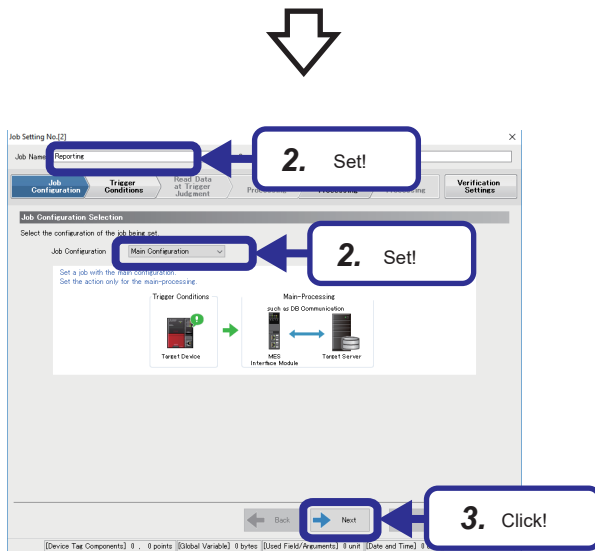 Job Setting No.[2]
Job Name Reporting
2. Set!
Job Configuration
Trigger Conditions
Read Data at Trigger Judgment
Verification Settings
Job Configuration Selection
Select the configuration of the job being set.
Job Configuration Main Configuration
2. Set!
Set a job with the main configuration.
Set the action only for the main-processing.
Trigger Conditions
Main-Processing
such as DB Communication
Target Device
MES Interface Module
Target Server
Back
Next
3. Click!
[Device Tag Components] 0 , 0 points [Global Variable] 0 bytes [Used Field/Arguments] 0 unit [Date and Time] 0